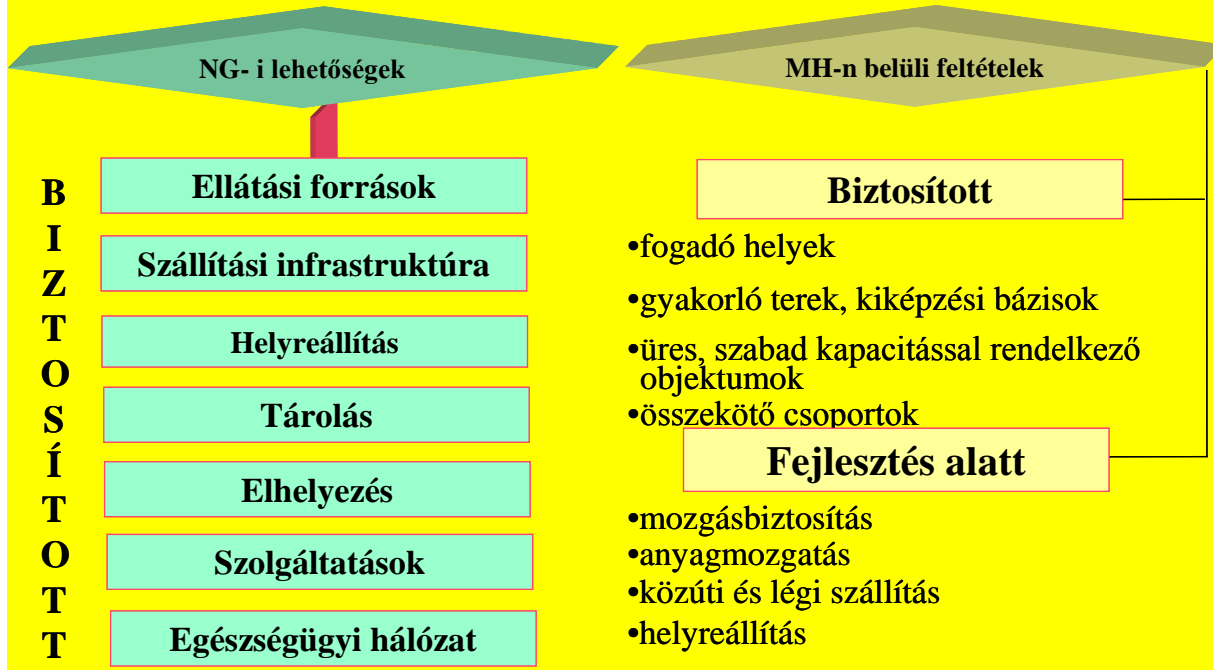 NG- i lehetőségek
B
I
Z
T
O
S
Í
T
O
T
T
Ellátási források
Szállítási infrastruktúra
Helyreállítás
Tárolás
Elhelyezés
Szolgáltatások
Egészségügyi hálózat
MH-n belüli feltételek
Biztosított
•fogadó helyek
•gyakorló terek, kiképzési bázisok
•üres, szabad kapacitással rendelkező
objektumok
•összekötő csoportok
Fejlesztés alatt
•mozgásbiztosítás
•anyagmozgatás
•közúti és légi szállítás
•helyreállítás